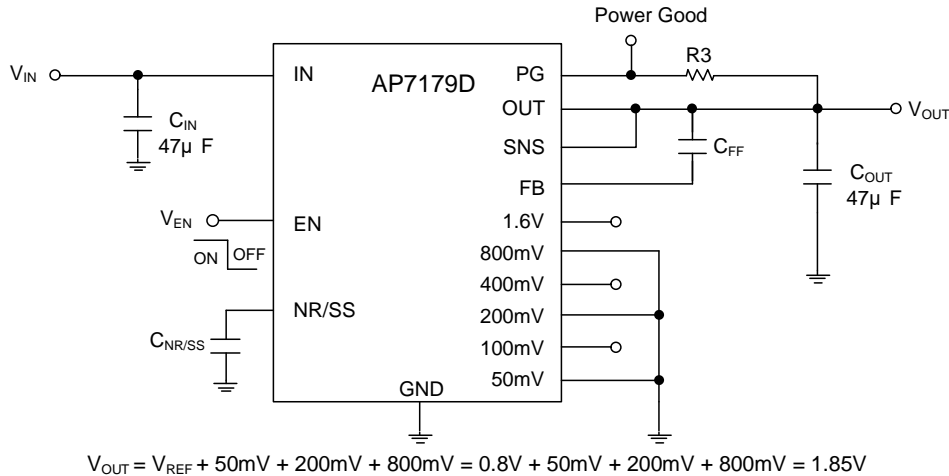 Power Good
V_IN
IN
AP7179D
PG
R3
OUT
V_OUT
C_IN
47µ F
SNS
C_FF
FB
C_OUT
47µ F
V_EN
EN
1.6V
ON
OFF
800mV
400mV
NR/SS
200mV
C_NR/SS
100mV
50mV
GND
V_OUT = V_REF + 50mV + 200mV + 800mV = 0.8V + 50mV + 200mV + 800mV = 1.85V